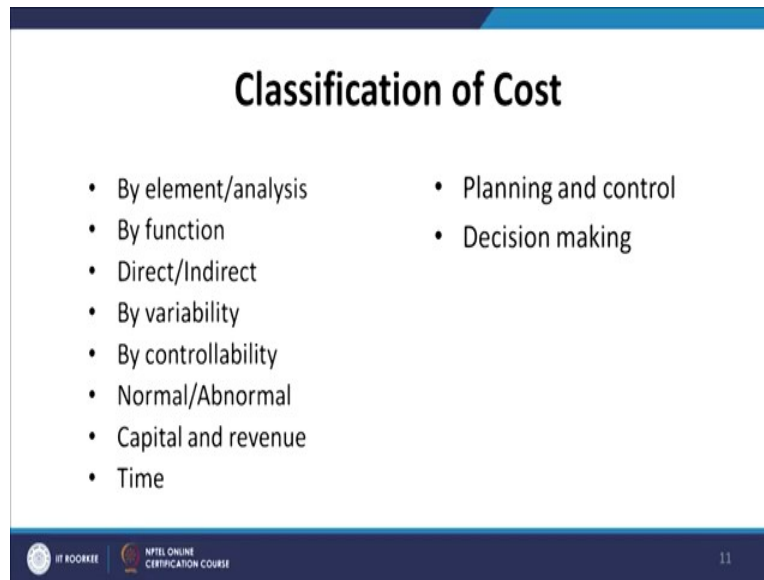 Classification of Cost
• By element/analysis
• By function
• Direct/Indirect
• By variability
• By controllability
• Normal/Abnormal
• Capital and revenue
• Time
• Planning and control
• Decision making
IIT ROORKEE
NPTEL ONLINE
CERTIFICATION COURSE
11